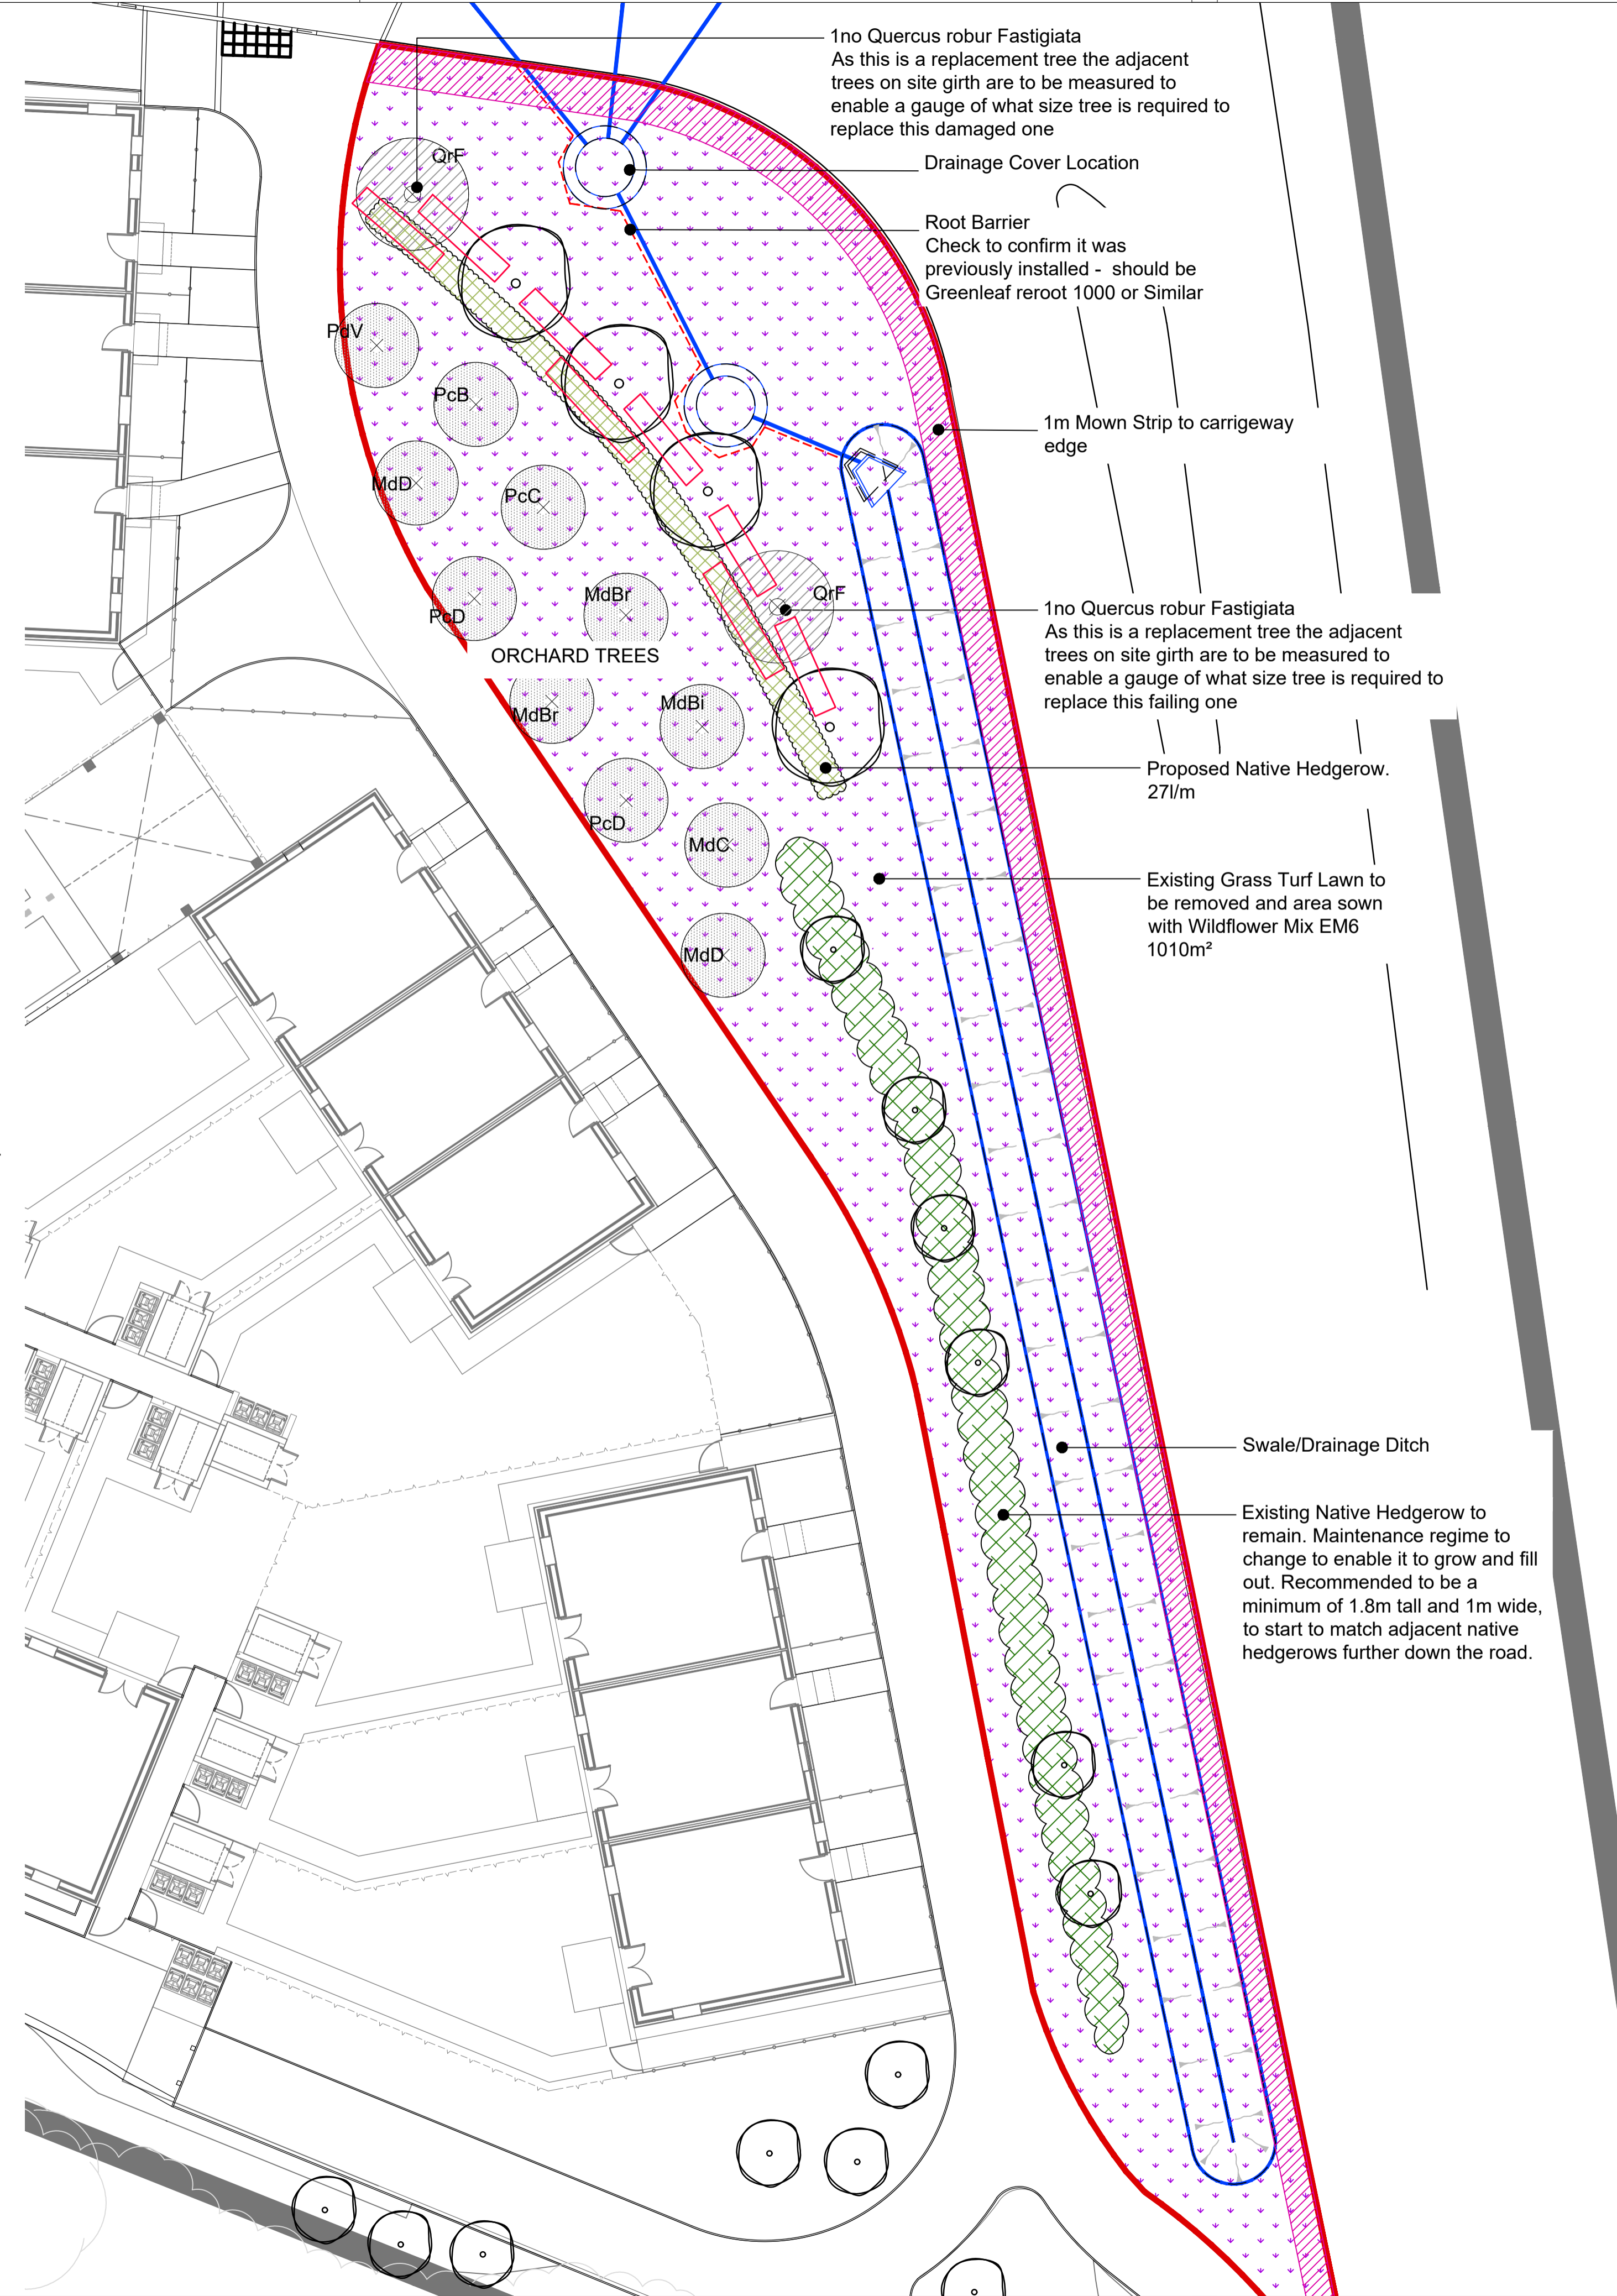 1no Quercus robur Fastigiata
As this is a replacement tree the adjacent
trees on site girth are to be measured to
enable a gauge of what size tree is required to
replace this damaged one
Drainage Cover Location
QrF
Root Barrier
Check to confirm it was
previously installed - should be
Greenleaf reroot 1000 or Similar
PdV
PcB
1m Mown Strip to carrigeway
edge
MdD
PcC
MdBr
QrF
PcD
1no Quercus robur Fastigiata
As this is a replacement tree the adjacent
trees on site girth are to be measured to
enable a gauge of what size tree is required to
replace this failing one
ORCHARD TREES
MdBr
MdBi
Proposed Native Hedgerow.
27l/m
PcD
MdC
Existing Grass Turf Lawn to
be removed and area sown
with Wildflower Mix EM6
1010m²
MdD
Swale/Drainage Ditch
Existing Native Hedgerow to
remain. Maintenance regime to
change to enable it to grow and fill
out. Recommended to be a
minimum of 1.8m tall and 1m wide,
to start to match adjacent native
hedgerows further down the road.